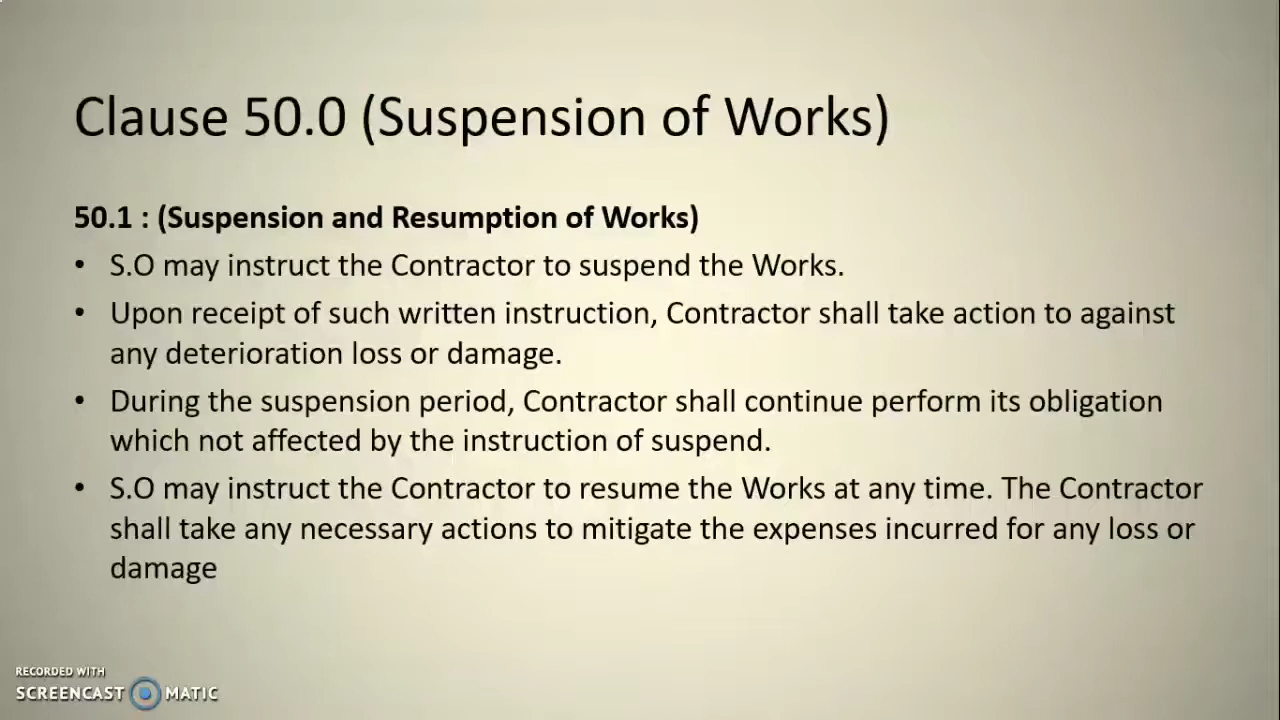 Clause 50.0 (Suspension of Works)
50.1 : (Suspension and Resumption of Works)
• S.O may instruct the Contractor to suspend the Works.
• Upon receipt of such written instruction, Contractor shall take action to against
any deterioration loss or damage.
• During the suspension period, Contractor shall continue perform its obligation
which not affected by the instruction of suspend.
• S.O may instruct the Contractor to resume the Works at any time. The Contractor
shall take any necessary actions to mitigate the expenses incurred for any loss or
damage
RECORDED WITH
SCREENCAST MATIC